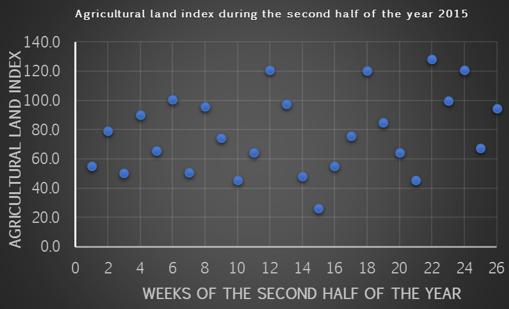 Agricultural land index during the second half of the year 2015
140.0
120.0
100.0
80.0
60.0
40.0
20.0
0.0
AGRICULTURAL LAND INDEX
0 2 4 6 8 10 12 14 16 18 20 22 24 26
WEEKS OF THE SECOND HALF OF THE YEAR